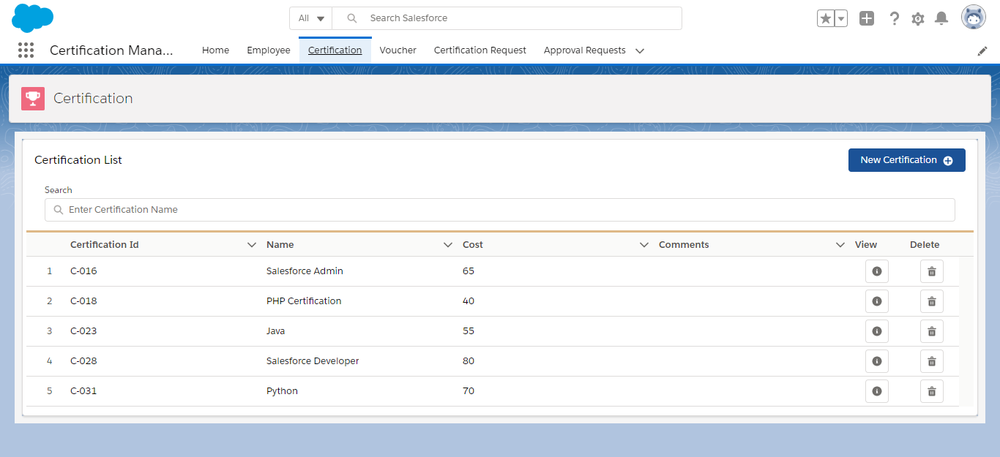 All
Search Salesforce
Certification Mana...
Home
Employee
Certification
Voucher
Certification Request
Approval Requests
Certification
Certification List
New Certification
Search
Enter Certification Name
Certification Id Name Cost Comments View Delete
1 C-016 Salesforce Admin 65
2 C-018 PHP Certification 40
3 C-023 Java 55
4 C-028 Salesforce Developer 80
5 C-031 Python 70